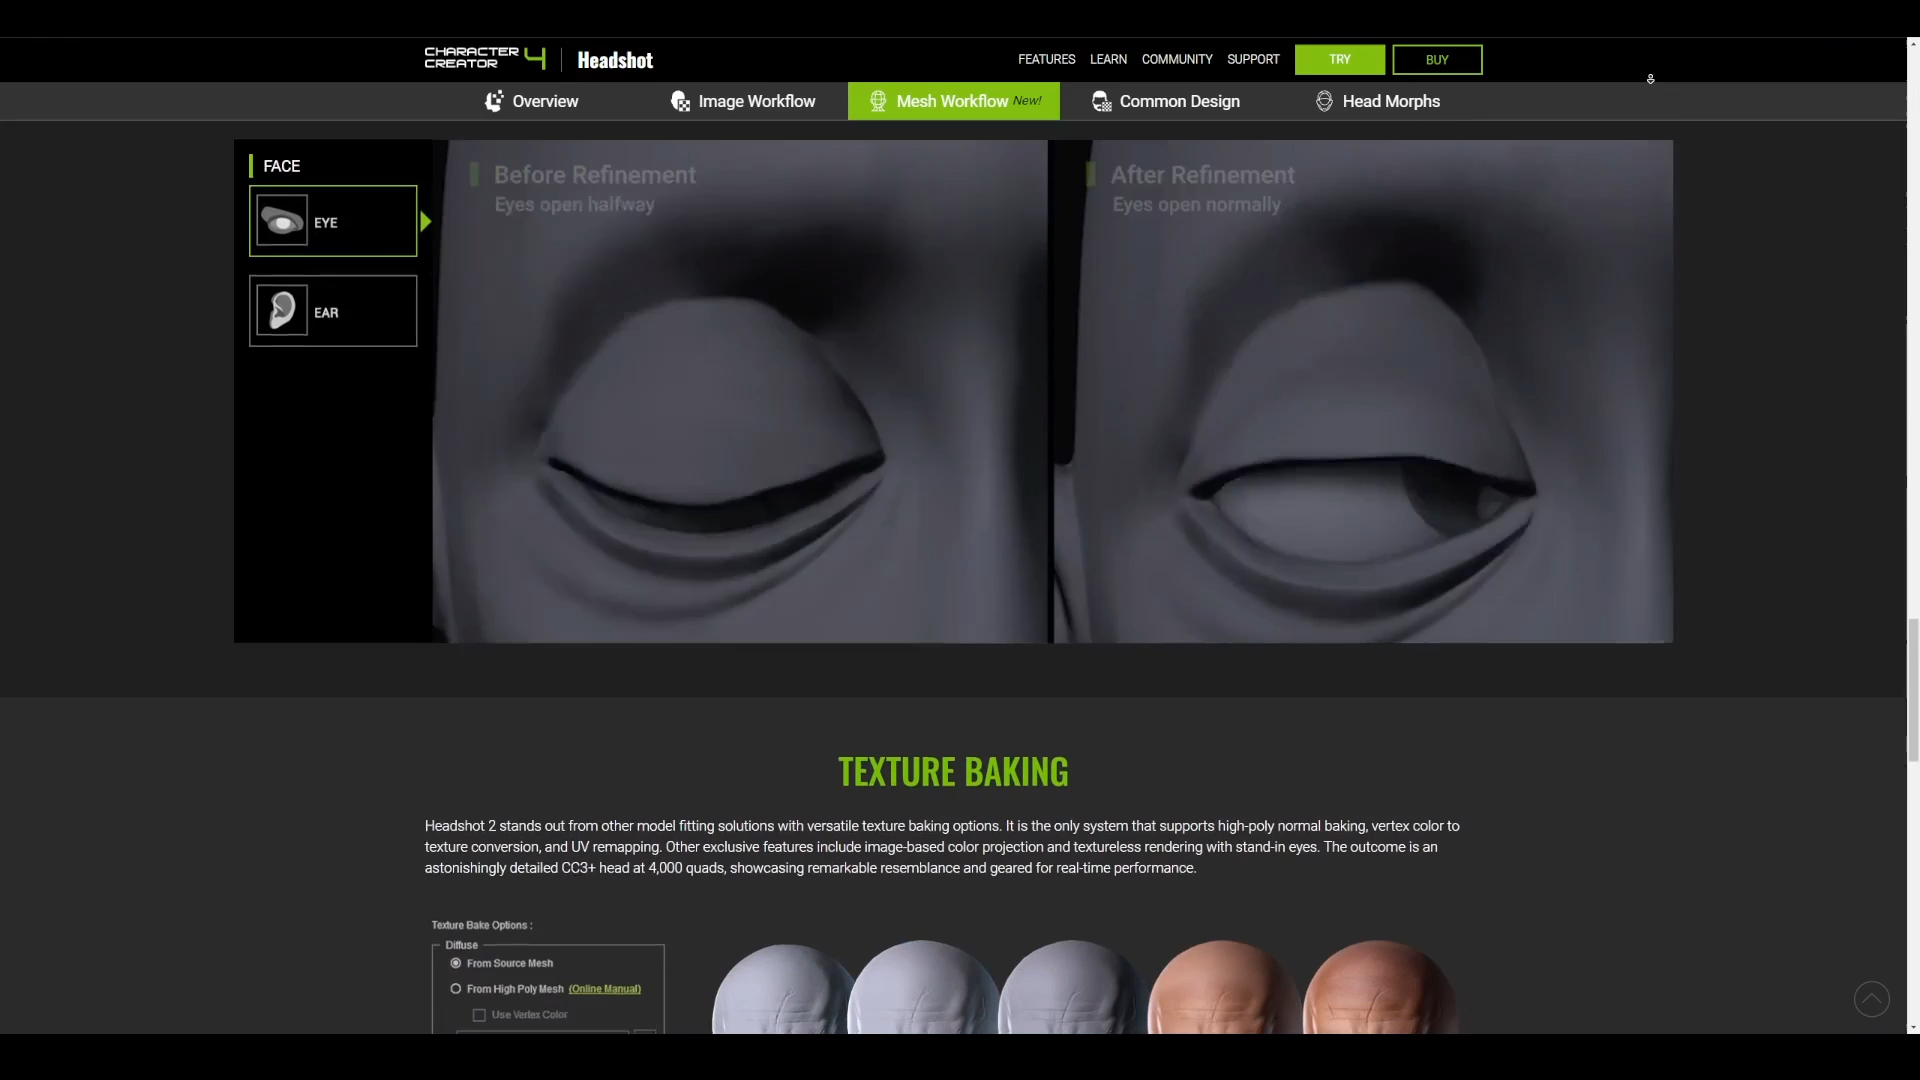 CHARACTER
CREATOR 4
Headshot
FEATURES LEARN COMMUNITY SUPPORT TRY BUY
Overview Image Workflow Mesh Workflow New! Common Design Head Morphs
FACE
EYE
EAR
Before Refinement
Eyes open halfway
After Refinement
Eyes open normally
TEXTURE BAKING
Headshot 2 stands out from other model fitting solutions with versatile texture baking options. It is the only system that supports high-poly normal baking, vertex color to
texture conversion, and UV remapping. Other exclusive features include image-based color projection and textureless rendering with stand-in eyes. The outcome is an
astonishingly detailed CC3+ head at 4,000 quads, showcasing remarkable resemblance and geared for real-time performance.
Texture Bake Options :
Diffuse
From Source Mesh
From High Poly Mesh (Online Manual)
Use Vertex Color